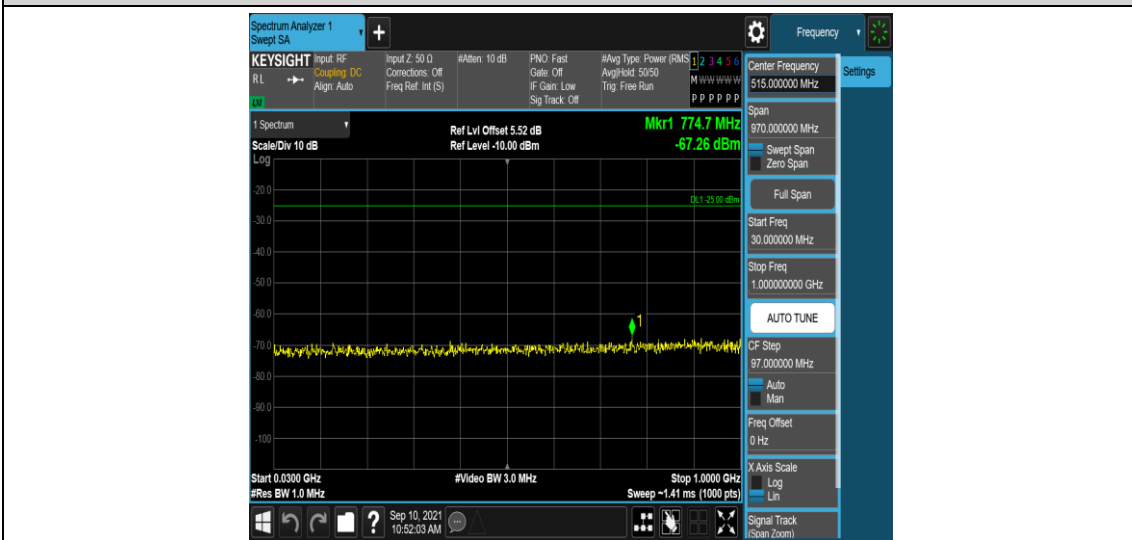 Spectrum Analyzer 1
Swept SA
+
Frequency
KEYSIGHT
RL
LW
Input: RF
Coupling: DC
Align: Auto
Input Z: 50 Ω
Corrections: Off
Freq Ref: Int (S)
#Atten: 10 dB
PNO: Fast
Gate: Off
IF Gain: Low
Sig Track: Off
#Avg Type: Power (RMS
Avg|Hold: 50/50
Trig: Free Run
1 2 3 4 5 6
M W W W W W
P P P P P P
1 Spectrum
Scale/Div 10 dB
Log
Ref Lvl Offset 5.52 dB
Ref Level -10.00 dBm
Mkr1 774.7 MHz
-67.26 dBm
DL1 -25.00 dBm
-20.0
-30.0
-40.0
-50.0
-60.0
-70.0
-80.0
-90.0
-100
1
Start 0.0300 GHz
#Res BW 1.0 MHz
#Video BW 3.0 MHz
Stop 1.0000 GHz
Sweep ~1.41 ms (1000 pts)
Center Frequency
515.000000 MHz
Settings
Span
970.000000 MHz
Swept Span
Zero Span
Full Span
Start Freq
30.000000 MHz
Stop Freq
1.000000000 GHz
AUTO TUNE
CF Step
97.000000 MHz
Auto
Man
Freq Offset
0 Hz
X Axis Scale
Log
Lin
Signal Track
(Span Zoom)
?
Sep 10, 2021
10:52:03 AM